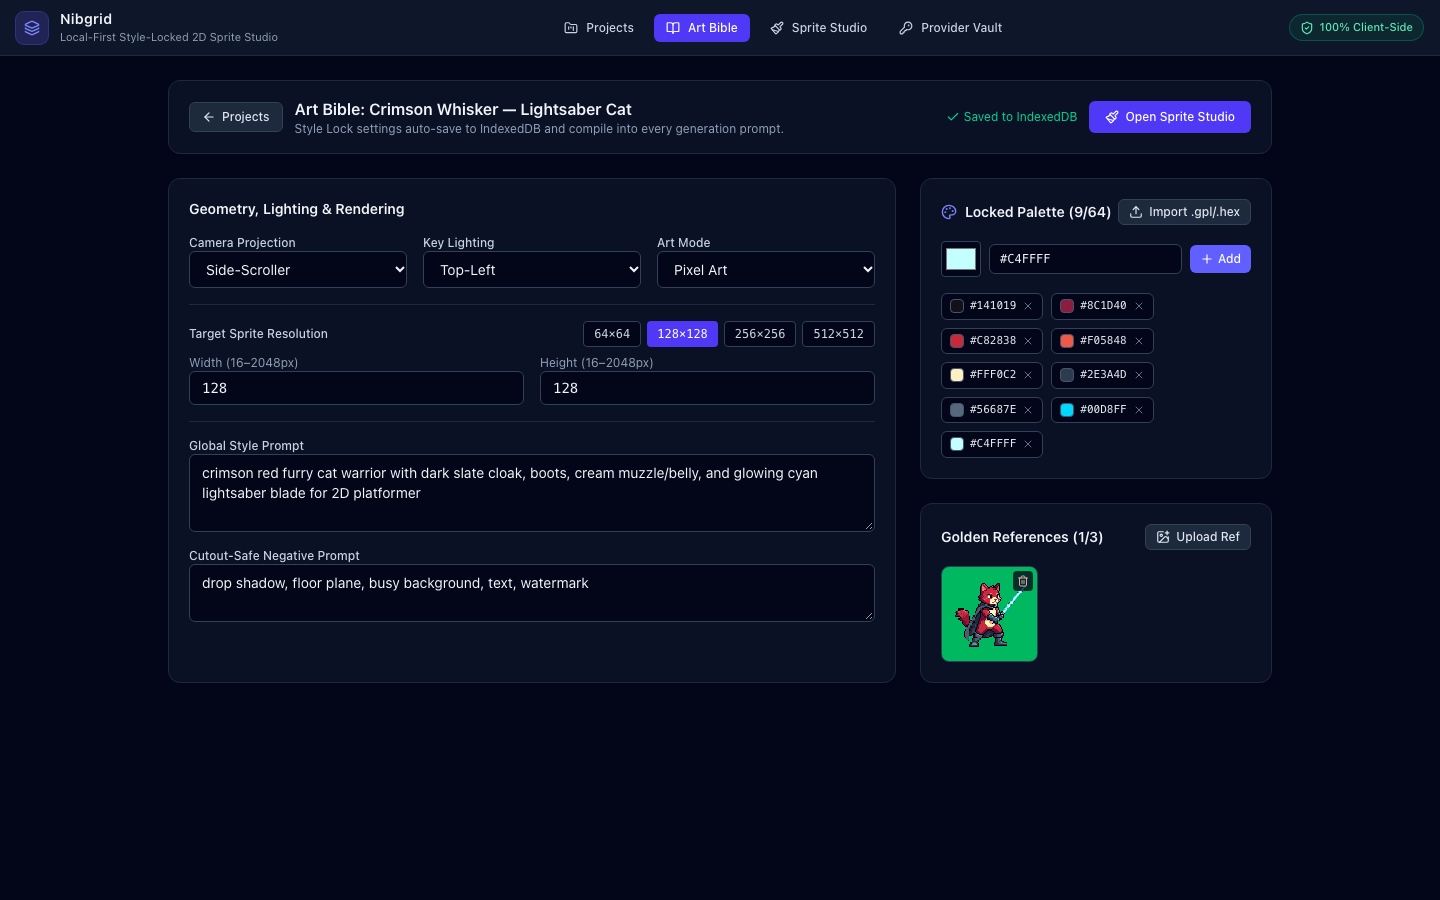 Nibgrid
Local-First Style-Locked 2D Sprite Studio
Projects
Art Bible
Sprite Studio
Provider Vault
100% Client-Side
Projects
Art Bible: Crimson Whisker — Lightsaber Cat
Style Lock settings auto-save to IndexedDB and compile into every generation prompt.
Saved to IndexedDB
Open Sprite Studio
Geometry, Lighting & Rendering
Camera Projection
Key Lighting
Art Mode
Side-Scroller
Top-Left
Pixel Art
Target Sprite Resolution
64×64
128×128
256×256
512×512
Width (16–2048px)
Height (16–2048px)
128
128
Global Style Prompt
crimson red furry cat warrior with dark slate cloak, boots, cream muzzle/belly, and glowing cyan
lightsaber blade for 2D platformer
Cutout-Safe Negative Prompt
drop shadow, floor plane, busy background, text, watermark
Locked Palette (9/64)
Import .gpl/.hex
#C4FFFF
Add
#141019
#8C1D40
#C82838
#F05848
#FFF0C2
#2E3A4D
#56687E
#00D8FF
#C4FFFF
Golden References (1/3)
Upload Ref